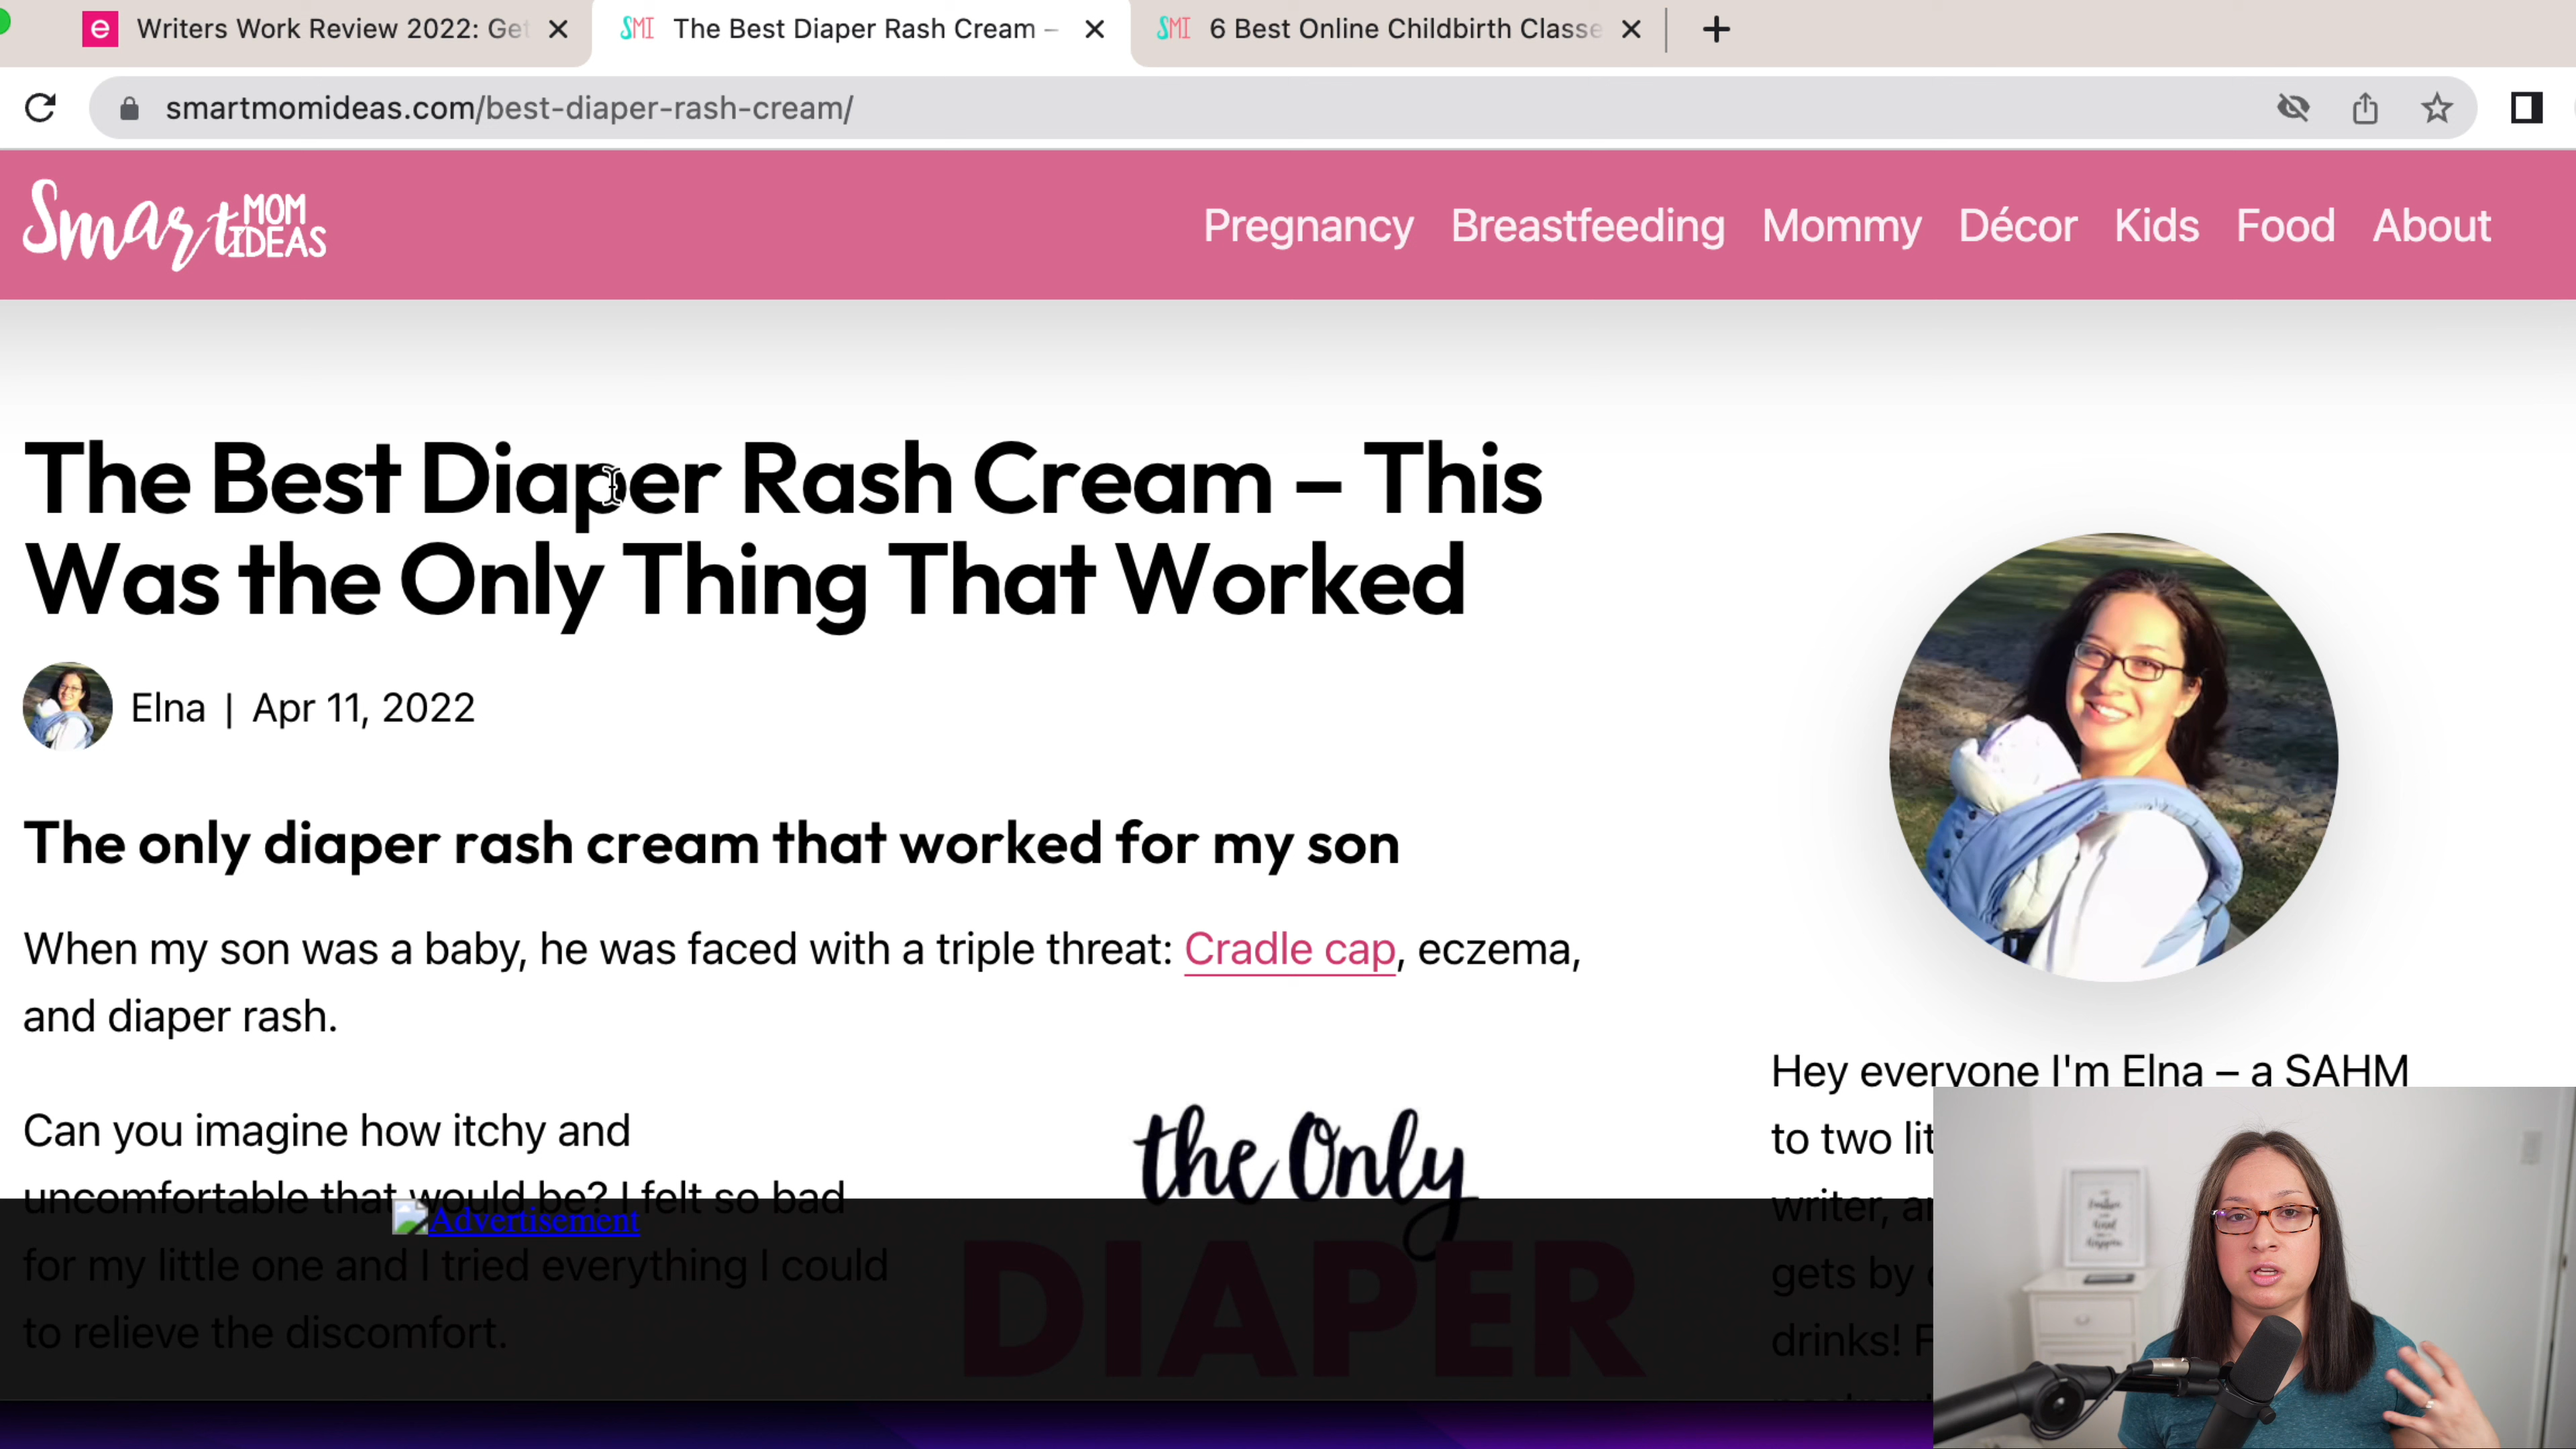 Writers Work Review 2022: Get
The Best Diaper Rash Cream –
6 Best Online Childbirth Classe
smartmomideas.com/best-diaper-rash-cream/
Smart MOM IDEAS
Pregnancy Breastfeeding Mommy Décor Kids Food About
The Best Diaper Rash Cream – This
Was the Only Thing That Worked
Elna | Apr 11, 2022
The only diaper rash cream that worked for my son
When my son was a baby, he was faced with a triple threat: Cradle cap, eczema,
and diaper rash.
Can you imagine how itchy and
uncomfortable that would be? I felt so bad
for my little one and I tried everything I could
to relieve the discomfort.
Advertisement
the Only
DIAPER
Hey everyone I'm Elna – a SAHM
to two lit
writer, a
gets by
drinks! F